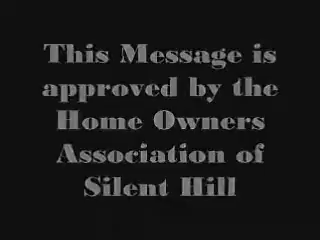 This Message is
approved by the
Home Owners
Association of
Silent Hill